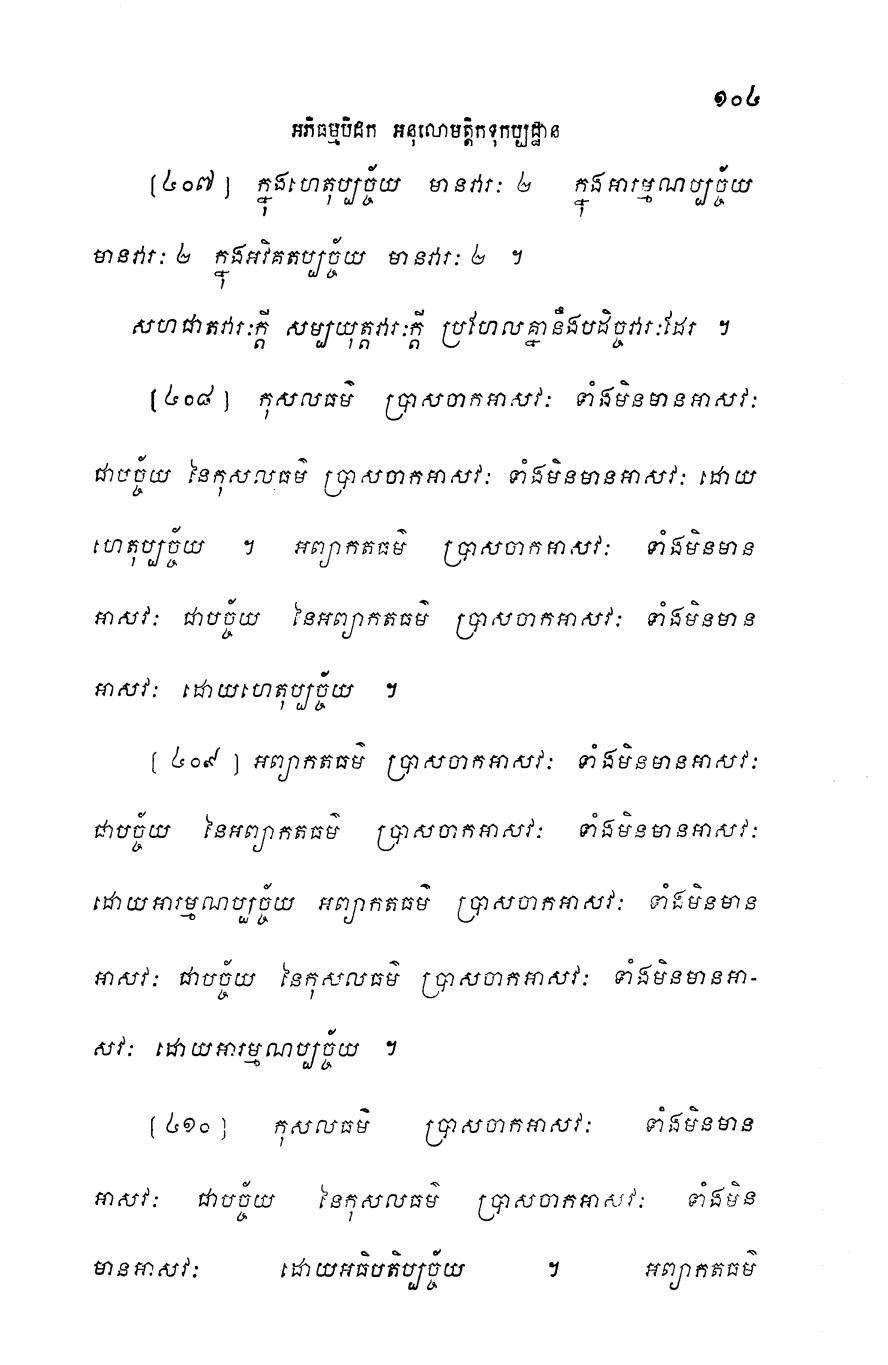 ១០៤
អភិធម្មបិដក អនុលោមត្តិកទុកប្បដ្ឋាន
[៤០៧] ក្នុងហេតុប្បច្ច័យ មានវារៈ ២ ក្នុងអារម្មណប្បច្ច័យ
មានវារៈ ២ ក្នុងអវិគតប្បច្ច័យ មានវារៈ ២ ។
សហជាតវារៈក្តី សម្បយុត្តវារៈក្តី ប្រហែលគ្នានឹងបដិច្ចវារៈដែរ ។
[៤០៨] កុសលធម៌ ប្រាសចាកអាសវៈ ទាំងមិនមានអាសវៈ
ជាបច្ច័យ នៃកុសលធម៌ ប្រាសចាកអាសវៈ ទាំងមិនមានអាសវៈ ដោយ
ហេតុប្បច្ច័យ ។ អព្យាកតធម៌ ប្រាសចាកអាសវៈ ទាំងមិនមាន
អាសវៈ ជាបច្ច័យ នៃអព្យាកតធម៌ ប្រាសចាកអាសវៈ ទាំងមិនមាន
អាសវៈ ដោយហេតុប្បច្ច័យ ។
[៤០៩] អព្យាកតធម៌ ប្រាសចាកអាសវៈ ទាំងមិនមានអាសវៈ
ជាបច្ច័យ នៃអព្យាកតធម៌ ប្រាសចាកអាសវៈ ទាំងមិនមានអាសវៈ
ដោយអារម្មណប្បច្ច័យ អព្យាកតធម៌ ប្រាសចាកអាសវៈ ទាំងមិនមាន
អាសវៈ ជាបច្ច័យ នៃកុសលធម៌ ប្រាសចាកអាសវៈ ទាំងមិនមានអា-
សវៈ ដោយអារម្មណប្បច្ច័យ ។
[៤១០] កុសលធម៌ ប្រាសចាកអាសវៈ ទាំងមិនមាន
អាសវៈ ជាបច្ច័យ នៃកុសលធម៌ ប្រាសចាកអាសវៈ ទាំងមិន
មានអាសវៈ ដោយអធិបតិប្បច្ច័យ ។ អព្យាកតធម៌